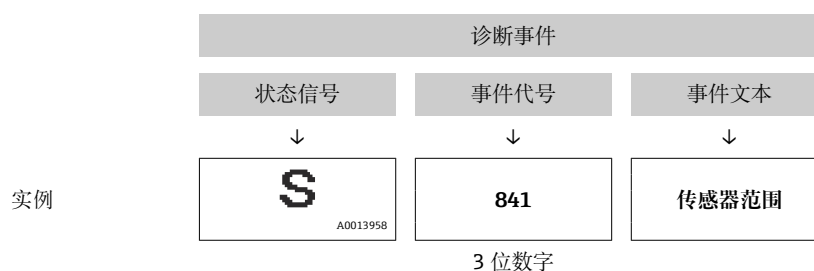 诊断事件
状态信号 事件代号 事件文本
↓ ↓ ↓
实例 S 841 传感器范围
A0013958
3 位数字